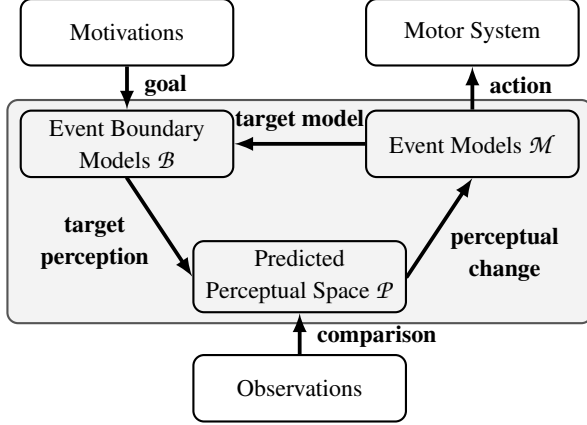 Motivations
Motor System
goal
action
target model
Event Boundary
Models ℬ
Event Models ℳ
target
perception
perceptual
change
Predicted
Perceptual Space 𝒫
comparison
Observations